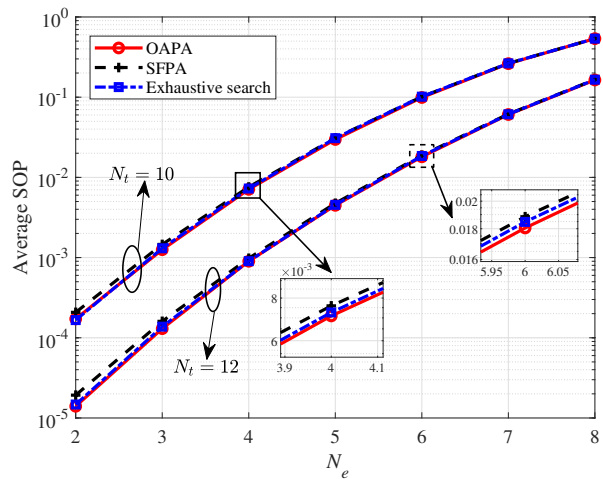 10^0
OAPA
SFPA
Exhaustive search
10^-1
10^-2
10^-3
10^-4
10^-5
Average SOP
N_t = 10
N_t = 12
0.02
0.018
0.016
5.95 6 6.05
×10^-3
8
6
3.9 4 4.1
2 3 4 5 6 7 8
N_e